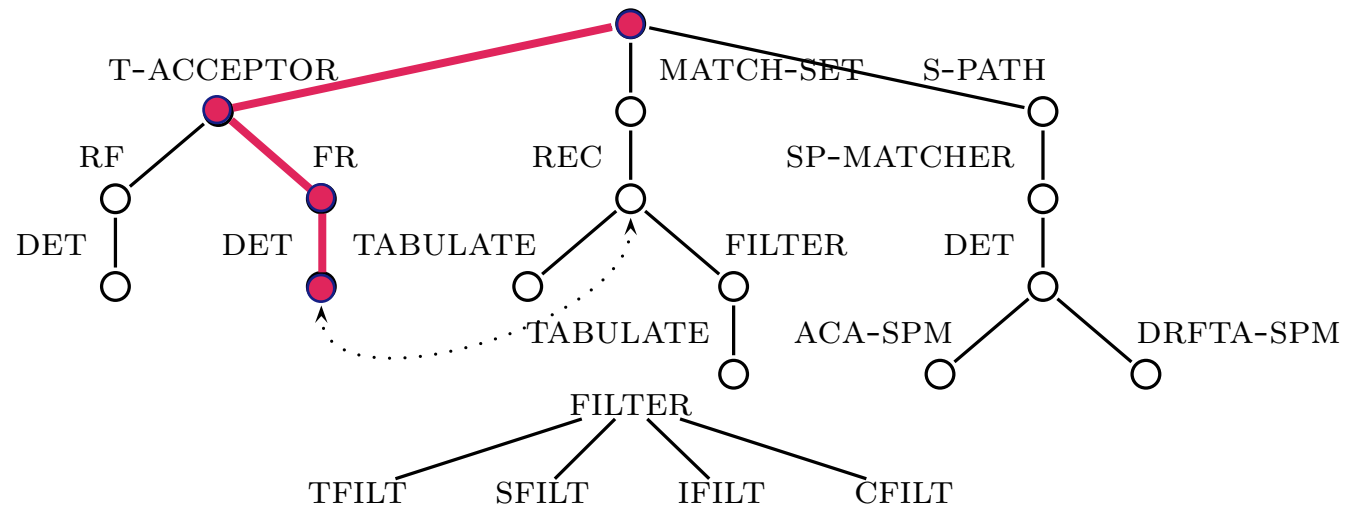 T-ACCEPTOR MATCH-SET S-PATH
RF FR REC SP-MATCHER
DET DET TABULATE FILTER DET
TABULATE ACA-SPM DRFTA-SPM
FILTER
TFILT SFILT IFILT CFILT